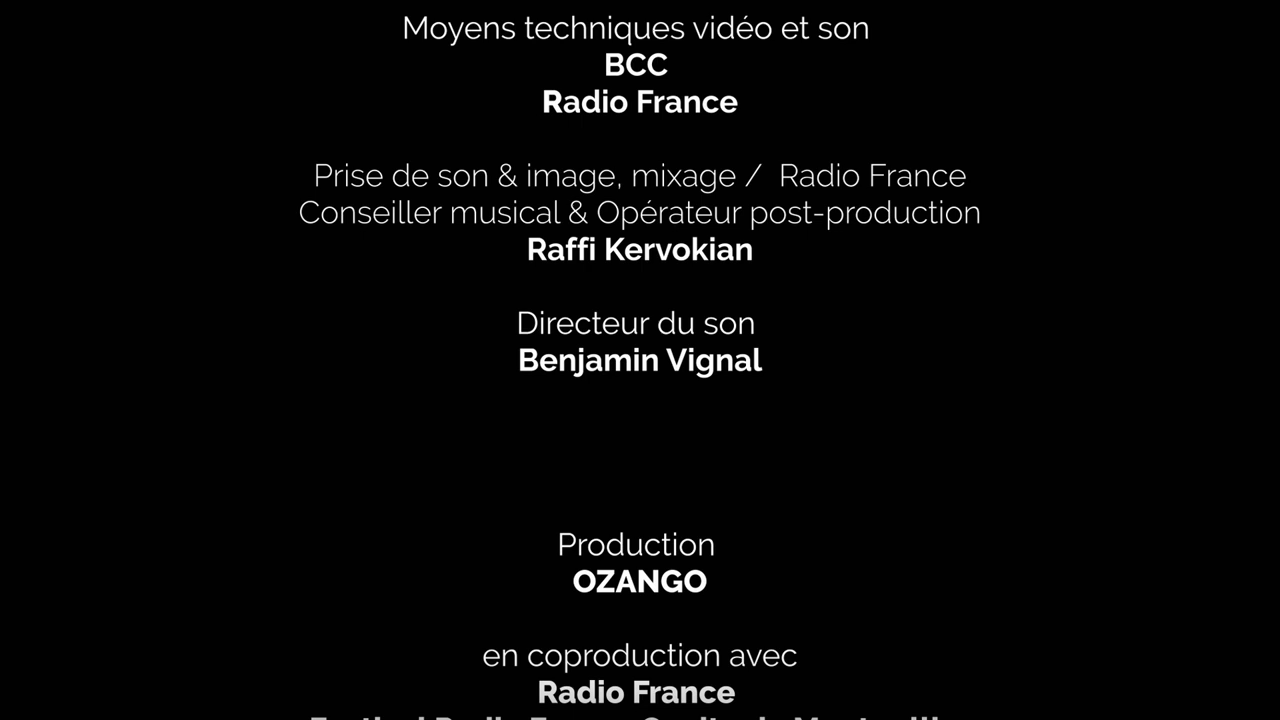 Moyens techniques vidéo et son
BCC
Radio France
Prise de son & image, mixage / Radio France
Conseiller musical & Opérateur post-production
Raffi Kervokian
Directeur du son
Benjamin Vignal
Production
OZANGO
en coproduction avec
Radio France